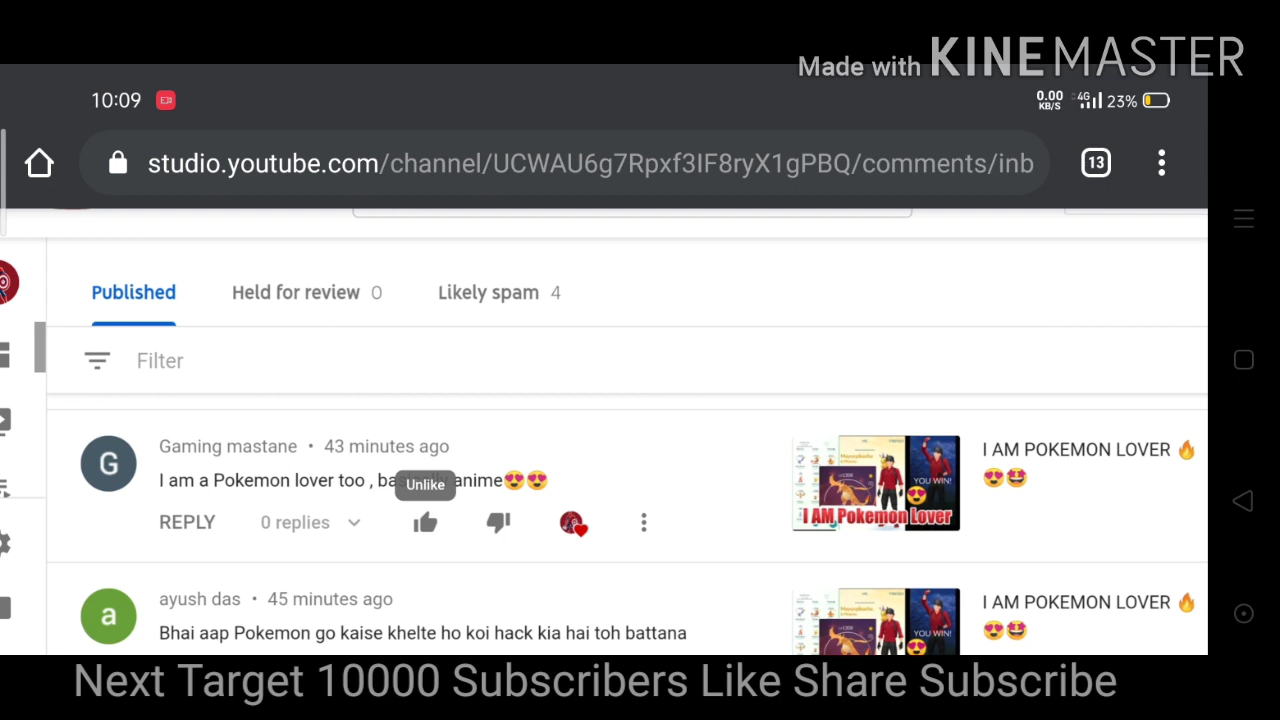 Made with KINEMASTER
10:09
0.00 KB/S 4G 23%
studio.youtube.com/channel/UCWAU6g7Rpxf3IF8ryX1gPBQ/comments/inb
13
Published Held for review 0 Likely spam 4
Filter
G
Gaming mastane • 43 minutes ago
I am a Pokemon lover too , anime😍😍
Unlike
REPLY 0 replies
YOU WIN!
I AM Pokemon Lover
I AM POKEMON LOVER 🔥
😍🤩
a
ayush das • 45 minutes ago
Bhai aap Pokemon go kaise khelte ho koi hack kia hai toh battana
YOU WIN!
I AM POKEMON LOVER 🔥
😍🤩
Next Target 10000 Subscribers Like Share Subscribe